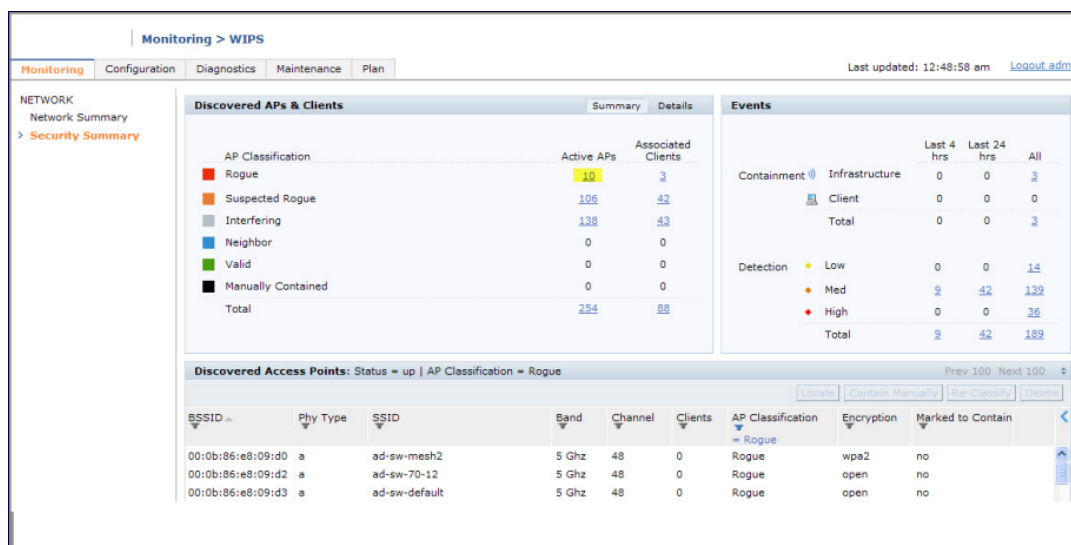 Monitoring > WIPS
Monitoring Configuration Diagnostics Maintenance Plan Last updated: 12:48:58 am Logout adm
NETWORK
Network Summary
> Security Summary
Discovered APs & Clients Summary Details
AP Classification Active APs Associated Clients
Rogue 10 3
Suspected Rogue 106 42
Interfering 138 43
Neighbor 0 0
Valid 0 0
Manually Contained 0 0
Total 254 88
Events
Last 4 hrs Last 24 hrs All
Containment Infrastructure 0 0 3
Client 0 0 0
Total 0 0 3
Detection Low 0 0 14
Med 9 42 139
High 0 0 36
Total 9 42 189
Discovered Access Points: Status = up | AP Classification = Rogue Prev 100 Next 100
Locate Contain Manually Re-Classify Delete
BSSID Phy Type SSID Band Channel Clients AP Classification Encryption Marked to Contain
= Rogue
00:0b:86:e8:09:d0 a ad-sw-mesh2 5 Ghz 48 0 Rogue wpa2 no
00:0b:86:e8:09:d2 a ad-sw-70-12 5 Ghz 48 0 Rogue open no
00:0b:86:e8:09:d3 a ad-sw-default 5 Ghz 48 0 Rogue open no